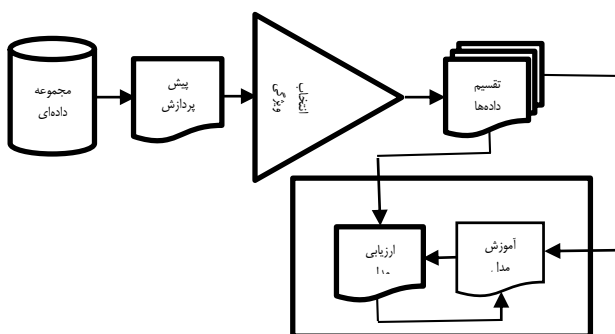 مجموعه
داده‌ای
پیش
پردازش
انتخاب
ویژگی
تقسیم
داده‌ها
ارزیابی
آموزش